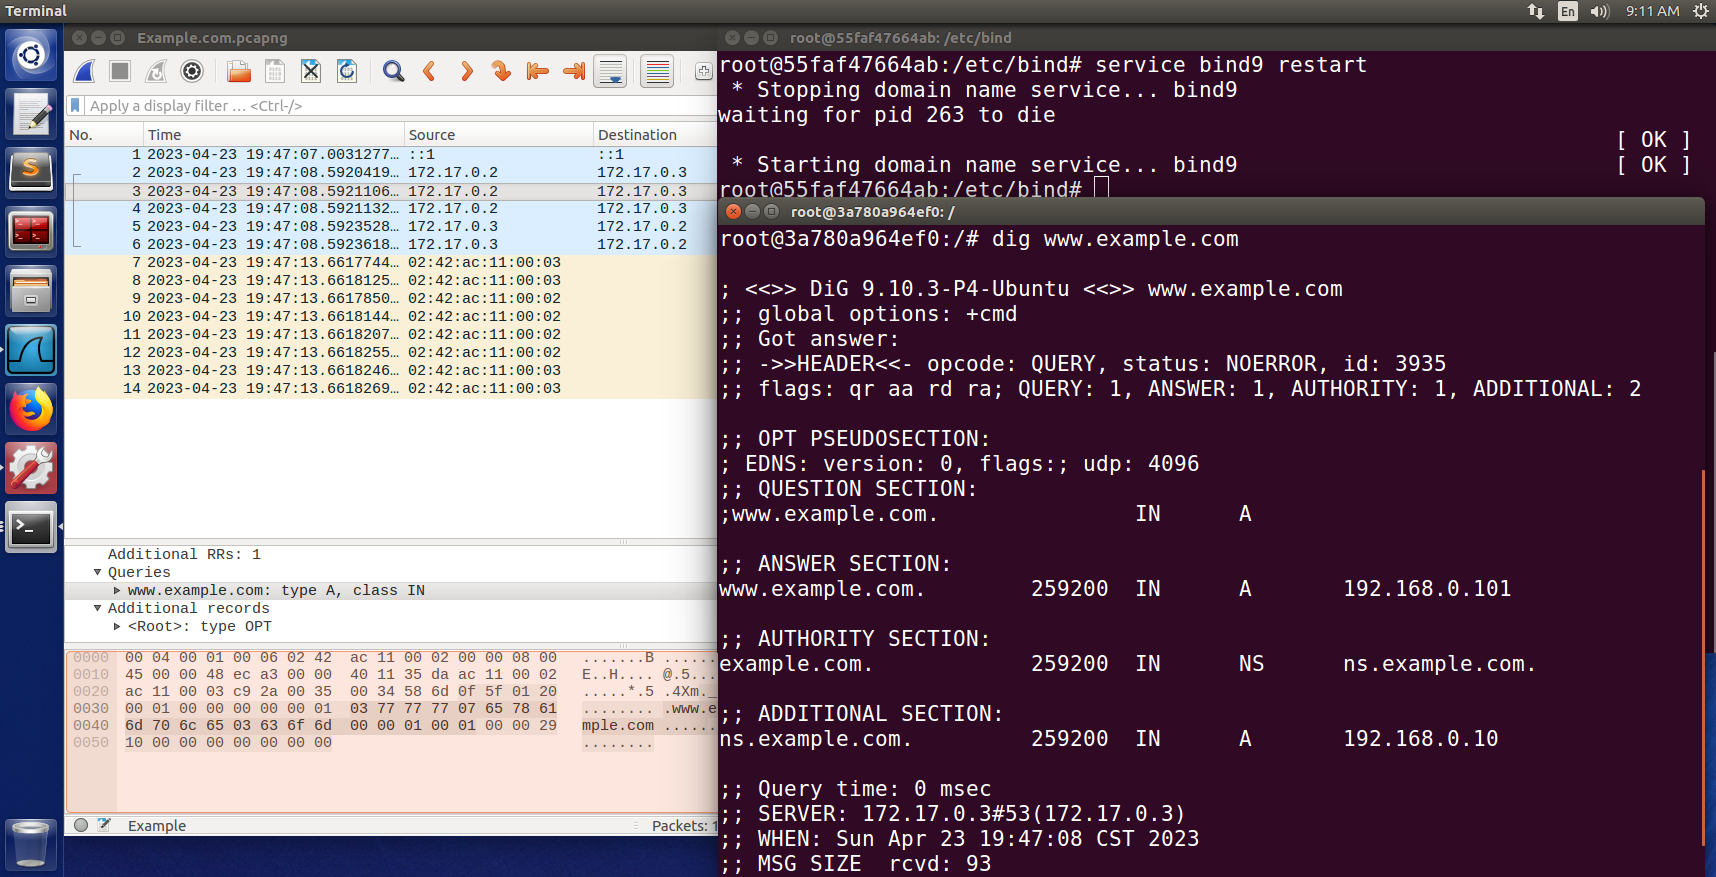 Terminal
En
9:11 AM
Example.com.pcapng
Apply a display filter … <Ctrl-/>
No. Time Source Destination
1 2023-04-23 19:47:07.0031277… ::1 ::1
2 2023-04-23 19:47:08.5920419… 172.17.0.2 172.17.0.3
3 2023-04-23 19:47:08.5921106… 172.17.0.2 172.17.0.3
4 2023-04-23 19:47:08.5921132… 172.17.0.2 172.17.0.3
5 2023-04-23 19:47:08.5923528… 172.17.0.3 172.17.0.2
6 2023-04-23 19:47:08.5923618… 172.17.0.3 172.17.0.2
7 2023-04-23 19:47:13.6617744… 02:42:ac:11:00:03
8 2023-04-23 19:47:13.6618125… 02:42:ac:11:00:03
9 2023-04-23 19:47:13.6617850… 02:42:ac:11:00:02
10 2023-04-23 19:47:13.6618144… 02:42:ac:11:00:02
11 2023-04-23 19:47:13.6618207… 02:42:ac:11:00:02
12 2023-04-23 19:47:13.6618255… 02:42:ac:11:00:02
13 2023-04-23 19:47:13.6618246… 02:42:ac:11:00:03
14 2023-04-23 19:47:13.6618269… 02:42:ac:11:00:03
Additional RRs: 1
Queries
www.example.com: type A, class IN
Additional records
<Root>: type OPT
0000 00 04 00 01 00 06 02 42 ac 11 00 02 00 00 08 00 .......B ......
0010 45 00 00 48 ec a3 00 00 40 11 35 da ac 11 00 02 E..H.... @.5...
0020 ac 11 00 03 c9 2a 00 35 00 34 58 6d 0f 5f 01 20 .....*.5 .4Xm._
0030 00 01 00 00 00 00 00 01 03 77 77 77 07 65 78 61 ........ .www.e
0040 6d 70 6c 65 03 63 6f 6d 00 00 01 00 01 00 00 29 mple.com ......
0050 10 00 00 00 00 00 00 00 ........
Example
Packets: 1
root@55faf47664ab: /etc/bind
root@55faf47664ab:/etc/bind# service bind9 restart
* Stopping domain name service... bind9
waiting for pid 263 to die
[ OK ]
* Starting domain name service... bind9 [ OK ]
root@55faf47664ab:/etc/bind#
root@3a780a964ef0: /
root@3a780a964ef0:/# dig www.example.com
; <<>> DiG 9.10.3-P4-Ubuntu <<>> www.example.com
;; global options: +cmd
;; Got answer:
;; ->>HEADER<<- opcode: QUERY, status: NOERROR, id: 3935
;; flags: qr aa rd ra; QUERY: 1, ANSWER: 1, AUTHORITY: 1, ADDITIONAL: 2
;; OPT PSEUDOSECTION:
; EDNS: version: 0, flags:; udp: 4096
;; QUESTION SECTION:
;www.example.com. IN A
;; ANSWER SECTION:
www.example.com. 259200 IN A 192.168.0.101
;; AUTHORITY SECTION:
example.com. 259200 IN NS ns.example.com.
;; ADDITIONAL SECTION:
ns.example.com. 259200 IN A 192.168.0.10
;; Query time: 0 msec
;; SERVER: 172.17.0.3#53(172.17.0.3)
;; WHEN: Sun Apr 23 19:47:08 CST 2023
;; MSG SIZE rcvd: 93